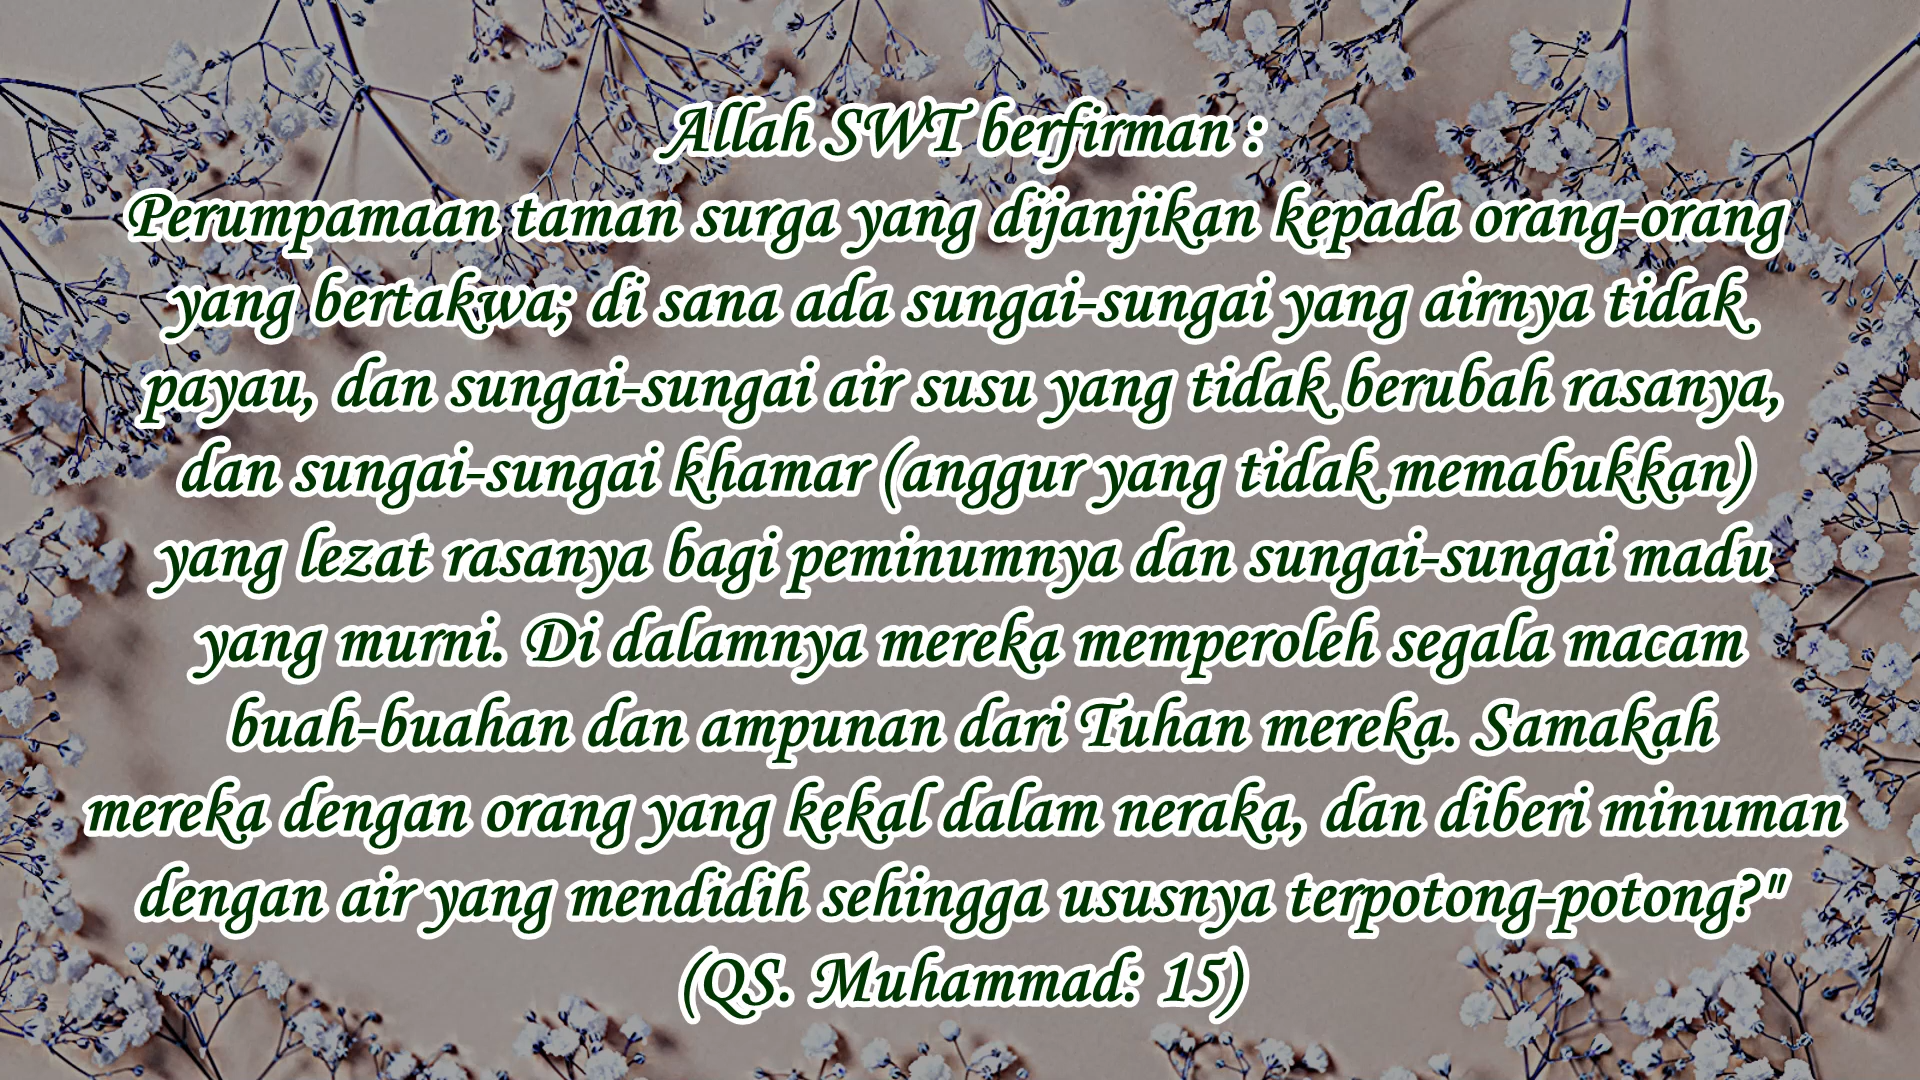 Allah SWT berfirman :
Perumpamaan taman surga yang dijanjikan kepada orang-orang
yang bertakwa; di sana ada sungai-sungai yang airnya tidak
payau, dan sungai-sungai air susu yang tidak berubah rasanya,
dan sungai-sungai khamar (anggur yang tidak memabukkan)
yang lezat rasanya bagi peminumnya dan sungai-sungai madu
yang murni. Di dalamnya mereka memperoleh segala macam
buah-buahan dan ampunan dari Tuhan mereka. Samakah
mereka dengan orang yang kekal dalam neraka, dan diberi minuman
dengan air yang mendidih sehingga ususnya terpotong-potong?"
(QS. Muhammad: 15)